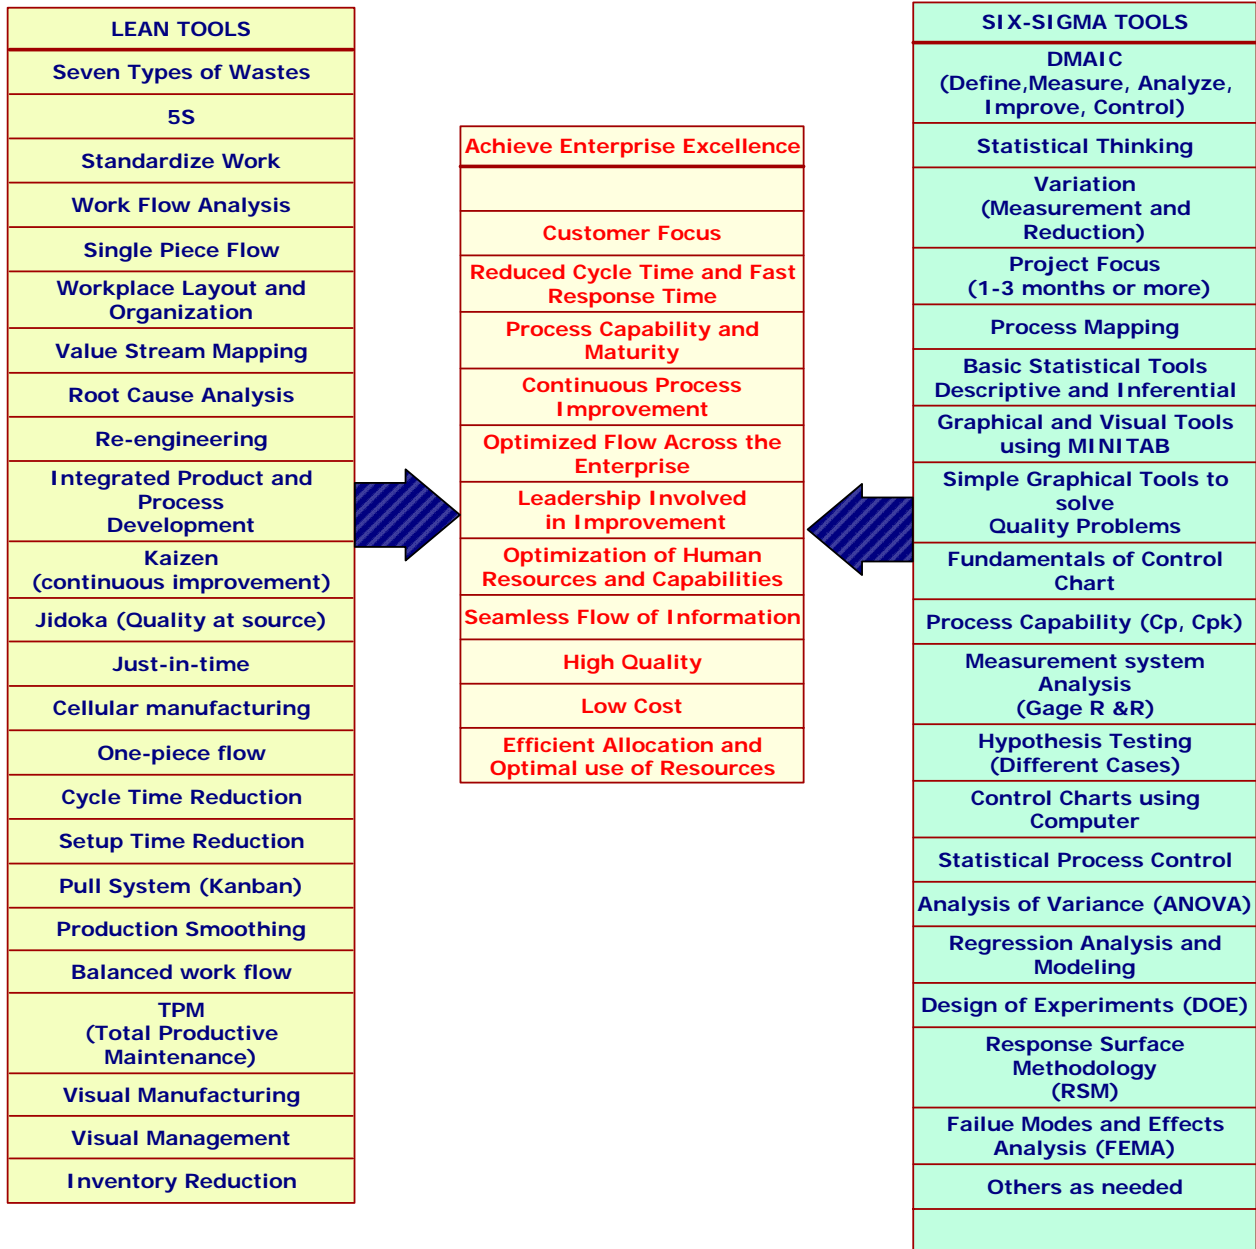 LEAN TOOLS
Seven Types of Wastes
5S
Standardize Work
Work Flow Analysis
Single Piece Flow
Workplace Layout and
Organization
Value Stream Mapping
Root Cause Analysis
Re-engineering
Integrated Product and
Process
Development
Kaizen
(continuous improvement)
Jidoka (Quality at source)
Just-in-time
Cellular manufacturing
One-piece flow
Cycle Time Reduction
Setup Time Reduction
Pull System (Kanban)
Production Smoothing
Balanced work flow
TPM
(Total Productive
Maintenance)
Visual Manufacturing
Visual Management
Inventory Reduction
Achieve Enterprise Excellence
Customer Focus
Reduced Cycle Time and Fast
Response Time
Process Capability and
Maturity
Continuous Process
Improvement
Optimized Flow Across the
Enterprise
Leadership Involved
in Improvement
Optimization of Human
Resources and Capabilities
Seamless Flow of Information
High Quality
Low Cost
Efficient Allocation and
Optimal use of Resources
SIX-SIGMA TOOLS
DMAIC
(Define,Measure, Analyze,
Improve, Control)
Statistical Thinking
Variation
(Measurement and
Reduction)
Project Focus
(1-3 months or more)
Process Mapping
Basic Statistical Tools
Descriptive and Inferential
Graphical and Visual Tools
using MINITAB
Simple Graphical Tools to
solve
Quality Problems
Fundamentals of Control
Chart
Process Capability (Cp, Cpk)
Measurement system
Analysis
(Gage R &R)
Hypothesis Testing
(Different Cases)
Control Charts using
Computer
Statistical Process Control
Analysis of Variance (ANOVA)
Regression Analysis and
Modeling
Design of Experiments (DOE)
Response Surface
Methodology
(RSM)
Failue Modes and Effects
Analysis (FEMA)
Others as needed